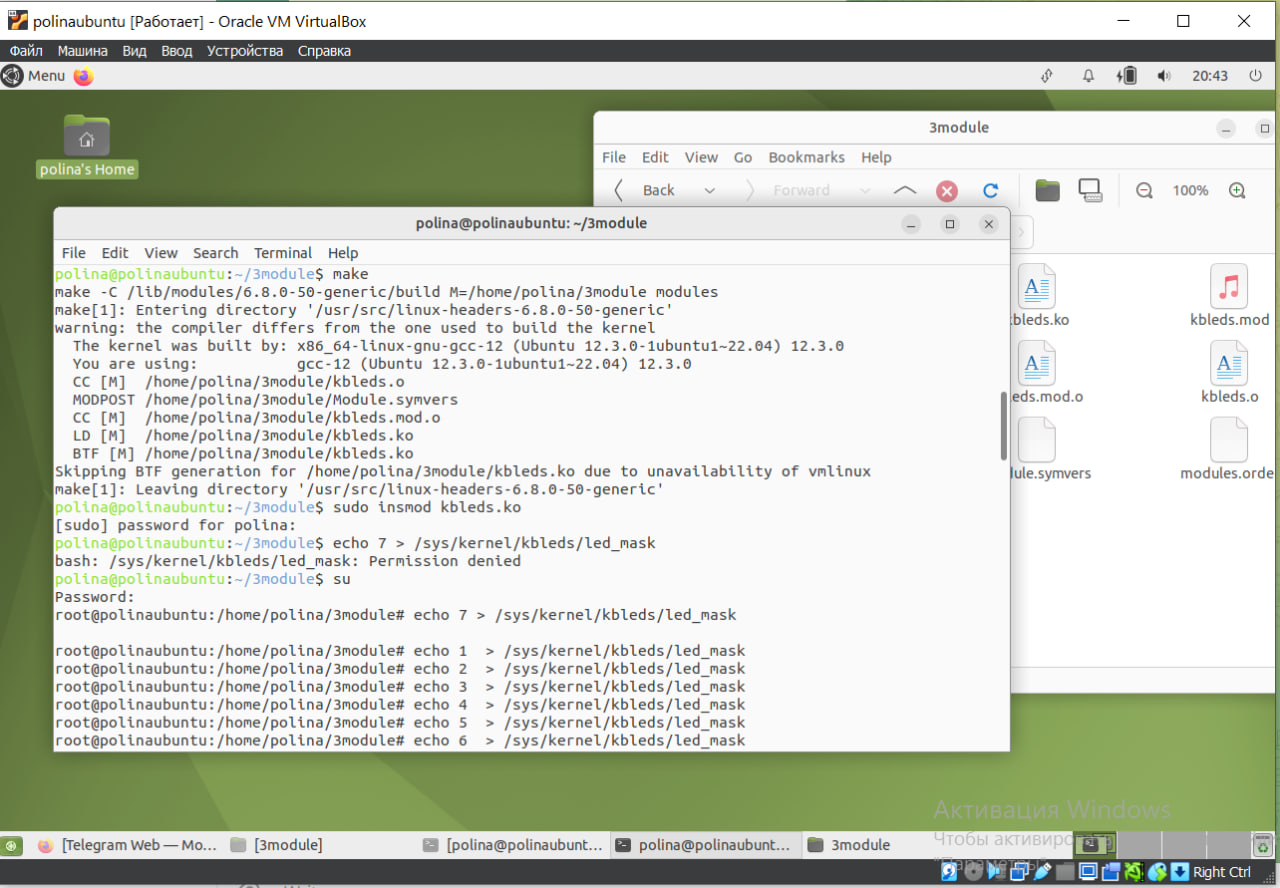 polinaubuntu [Работает] - Oracle VM VirtualBox
Файл Машина Вид Ввод Устройства Справка
Menu 20:43
polina's Home
3module
File Edit View Go Bookmarks Help
Back Forward 100%
kbleds.ko kbleds.mod
leds.mod.o kbleds.o
dule.symvers modules.orde
polina@polinaubuntu: ~/3module
File Edit View Search Terminal Help
polina@polinaubuntu:~/3module$ make
make -C /lib/modules/6.8.0-50-generic/build M=/home/polina/3module modules
make[1]: Entering directory '/usr/src/linux-headers-6.8.0-50-generic'
warning: the compiler differs from the one used to build the kernel
The kernel was built by: x86_64-linux-gnu-gcc-12 (Ubuntu 12.3.0-1ubuntu1~22.04) 12.3.0
You are using: gcc-12 (Ubuntu 12.3.0-1ubuntu1~22.04) 12.3.0
CC [M] /home/polina/3module/kbleds.o
MODPOST /home/polina/3module/Module.symvers
CC [M] /home/polina/3module/kbleds.mod.o
LD [M] /home/polina/3module/kbleds.ko
BTF [M] /home/polina/3module/kbleds.ko
Skipping BTF generation for /home/polina/3module/kbleds.ko due to unavailability of vmlinux
make[1]: Leaving directory '/usr/src/linux-headers-6.8.0-50-generic'
polina@polinaubuntu:~/3module$ sudo insmod kbleds.ko
[sudo] password for polina:
polina@polinaubuntu:~/3module$ echo 7 > /sys/kernel/kbleds/led_mask
bash: /sys/kernel/kbleds/led_mask: Permission denied
polina@polinaubuntu:~/3module$ su
Password:
root@polinaubuntu:/home/polina/3module# echo 7 > /sys/kernel/kbleds/led_mask
root@polinaubuntu:/home/polina/3module# echo 1 > /sys/kernel/kbleds/led_mask
root@polinaubuntu:/home/polina/3module# echo 2 > /sys/kernel/kbleds/led_mask
root@polinaubuntu:/home/polina/3module# echo 3 > /sys/kernel/kbleds/led_mask
root@polinaubuntu:/home/polina/3module# echo 4 > /sys/kernel/kbleds/led_mask
root@polinaubuntu:/home/polina/3module# echo 5 > /sys/kernel/kbleds/led_mask
root@polinaubuntu:/home/polina/3module# echo 6 > /sys/kernel/kbleds/led_mask
Активация Windows
Чтобы активировать
"Параметры"
[Telegram Web — Mo... [3module] [polina@polinaubunt... polina@polinaubunt... 3module
Right Ctrl